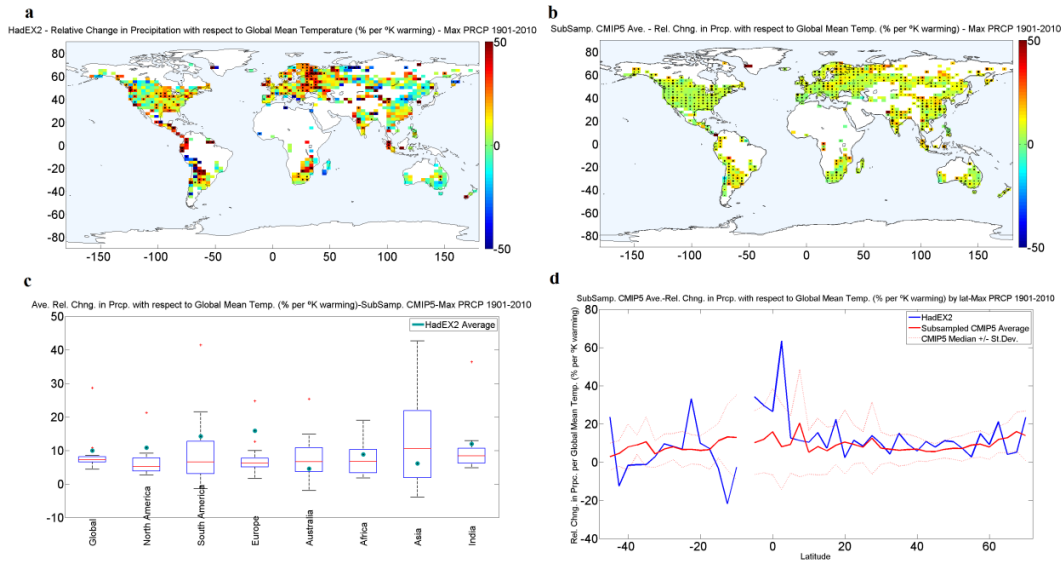 a
HadEX2 - Relative Change in Precipitation with respect to Global Mean Temperature (% per ºK warming) - Max PRCP 1901-2010
80
60
40
20
0
-20
-40
-60
-80
-150 -100 -50 0 50 100 150
50
0
-50
b
SubSamp. CMIP5 Ave. - Rel. Chng. in Prcp. with respect to Global Mean Temp. (% per ºK warming) - Max PRCP 1901-2010
80
60
40
20
0
-20
-40
-60
-80
-150 -100 -50 0 50 100 150
50
0
-50
c
Ave. Rel. Chng. in Prcp. with respect to Global Mean Temp. (% per ºK warming)-SubSamp. CMIP5-Max PRCP 1901-2010
50
40
30
20
10
0
-10
HadEX2 Average
Global
North America
South America
Europe
Australia
Africa
Asia
India
d
SubSamp. CMIP5 Ave.-Rel. Chng. in Prcp. with respect to Global Mean Temp. (% per ºK warming) by lat-Max PRCP 1901-2010
Rel. Chng. in Prpc. per Global Mean Temp. (% per ºK warming)
80
60
40
20
0
-20
-40
HadEX2
Subsampled CMIP5 Average
CMIP5 Median +/- St.Dev.
-40 -20 0 20 40 60
Latitude